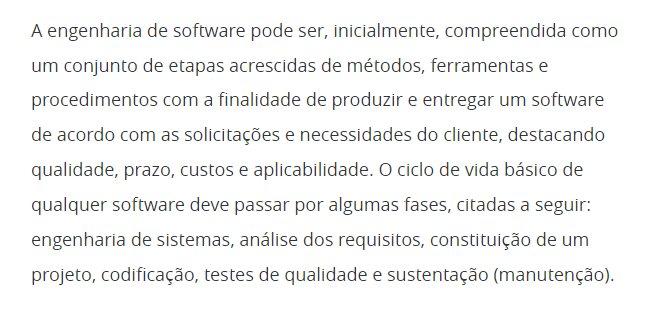 A engenharia de software pode ser, inicialmente, compreendida como
um conjunto de etapas acrescidas de métodos, ferramentas e
procedimentos com a finalidade de produzir e entregar um software
de acordo com as solicitações e necessidades do cliente, destacando
qualidade, prazo, custos e aplicabilidade. O ciclo de vida básico de
qualquer software deve passar por algumas fases, citadas a seguir:
engenharia de sistemas, análise dos requisitos, constituição de um
projeto, codificação, testes de qualidade e sustentação (manutenção).